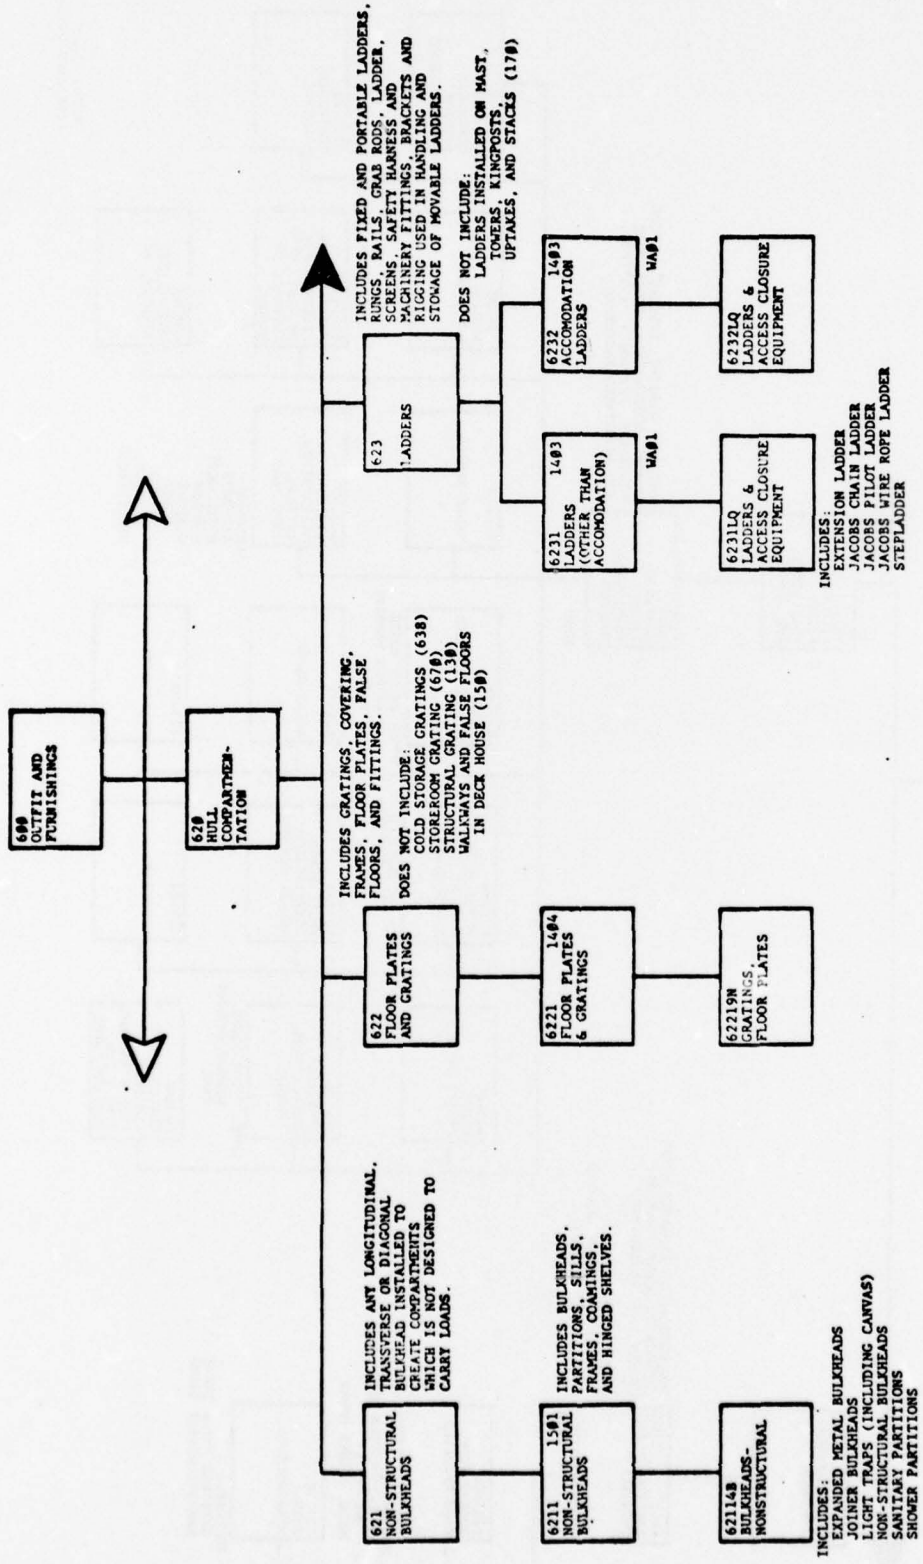 600
OUTFIT AND
FURNISHINGS
620
HULL
COMPARTMEN-
TATION
621
NON-STRUCTURAL
BULKHEADS
INCLUDES ANY LONGITUDINAL,
TRANSVERSE OR DIAGONAL
BULKHEAD INSTALLED TO
CREATE COMPARTMENTS
WHICH IS NOT DESIGNED TO
CARRY LOADS.
6211 1501
NON-STRUCTURAL
BULKHEADS
INCLUDES BULKHEADS,
PARTITIONS, SILLS,
FRAMES, COAMINGS,
AND HINGED SHELVES.
62114B
BULKHEADS-
NONSTRUCTURAL
INCLUDES:
EXPANDED METAL BULKHEADS
JOINER BULKHEADS
LIGHT TRAPS (INCLUDING CANVAS)
NON-STRUCTURAL BULKHEADS
SANITARY PARTITIONS
SHOWER PARTITIONS
622
FLOOR PLATES
AND GRATINGS
INCLUDES GRATINGS, COVERING,
FRAMES, FLOOR PLATES, FALSE
FLOORS, AND FITTINGS.
DOES NOT INCLUDE:
COLD STORAGE GRATINGS (638)
STOREROOM GRATING (670)
STRUCTURAL GRATING (130)
WALKWAYS AND FALSE FLOORS
IN DECK HOUSE (150)
6221 1404
FLOOR PLATES
& GRATINGS
62219N
GRATINGS,
FLOOR PLATES
623
LADDERS
INCLUDES FIXED AND PORTABLE LADDERS,
RUNGS, RAILS, GRAB RODS, LADDER,
SCREENS, SAFETY HARNESS AND
MACHINERY FITTINGS, BRACKETS AND
RIGGING USED IN HANDLING AND
STOWAGE OF MOVABLE LADDERS.
DOES NOT INCLUDE:
LADDERS INSTALLED ON MAST,
TOWERS, KINGPOSTS,
UPTAKES, AND STACKS (170)
6231 1403
LADDERS
(OTHER THAN
ACCOMODATION)
WA01
6231LQ
LADDERS &
ACCESS CLOSURE
EQUIPMENT
INCLUDES:
EXTENSION LADDER
JACOBS CHAIN LADDER
JACOBS PILOT LADDER
JACOBS WIRE ROPE LADDER
STEPLADDER
6232 1403
ACCOMODATION
LADDERS
WA01
6232LQ
LADDERS &
ACCESS CLOSURE
EQUIPMENT